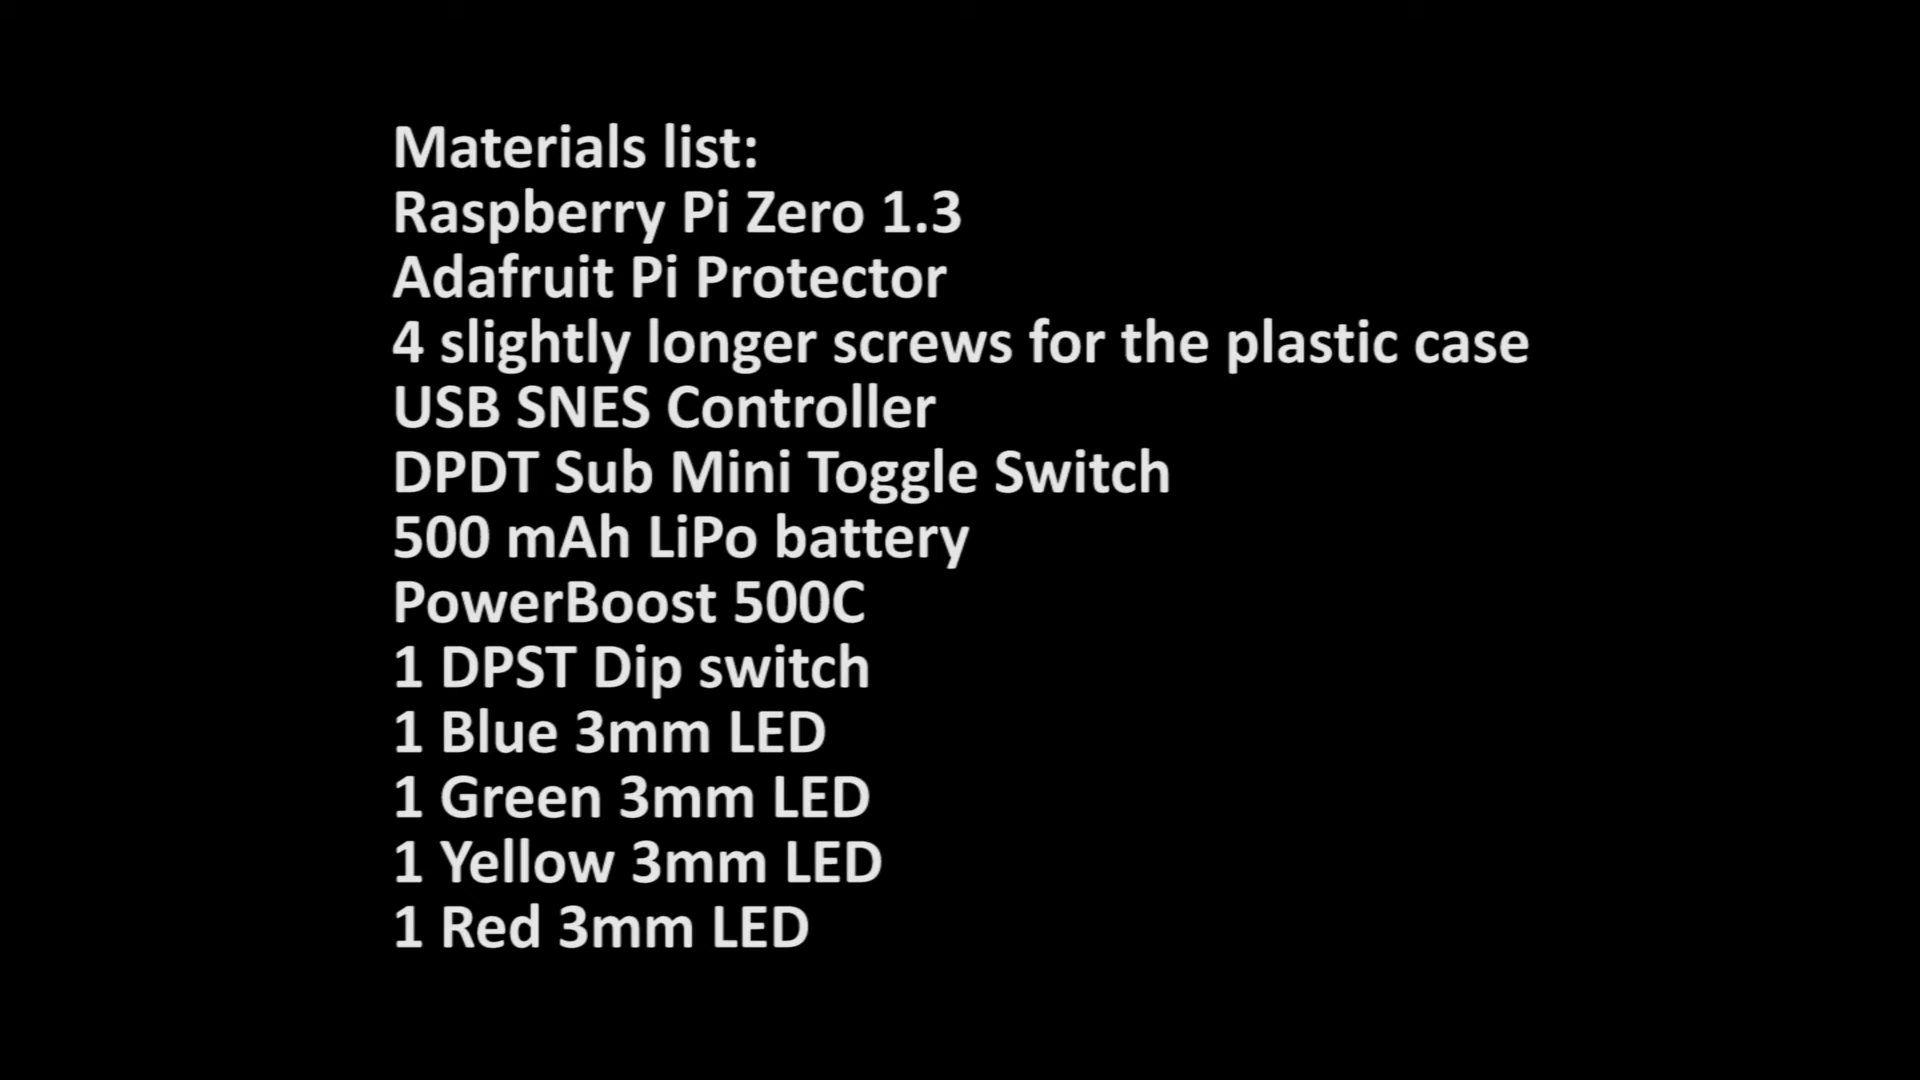 Materials list:
Raspberry Pi Zero 1.3
Adafruit Pi Protector
4 slightly longer screws for the plastic case
USB SNES Controller
DPDT Sub Mini Toggle Switch
500 mAh LiPo battery
PowerBoost 500C
1 DPST Dip switch
1 Blue 3mm LED
1 Green 3mm LED
1 Yellow 3mm LED
1 Red 3mm LED